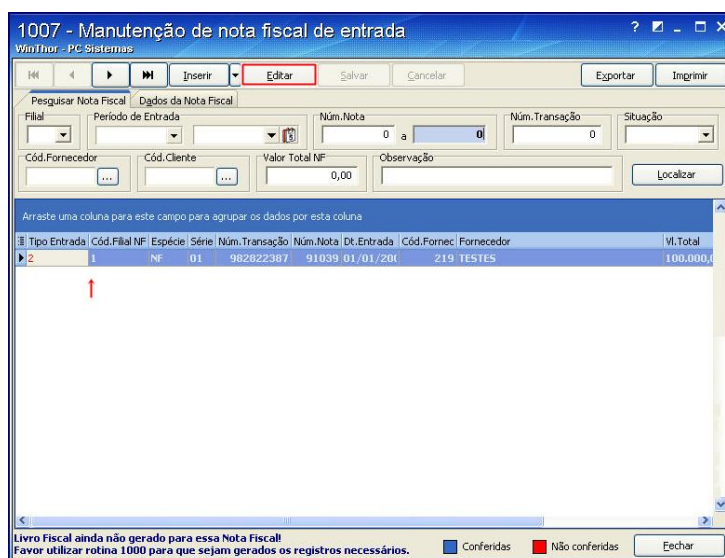 1007 - Manutenção de nota fiscal de entrada
WinThor - PC Sistemas
Inserir Editar Salvar Cancelar Exportar Imprimir
Pesquisar Nota Fiscal Dados da Nota Fiscal
Filial Período de Entrada Núm.Nota Núm.Transação Situação
0 a 0 0
Cód.Fornecedor Cód.Cliente Valor Total NF Observação
... ... 0,00 Localizar
Arraste uma coluna para este campo para agrupar os dados por esta coluna
Tipo Entrada Cód.Filial NF Espécie Série Núm.Transação Núm.Nota Dt.Entrada Cód.Fornec Fornecedor Vl.Total
2 1 NF 01 982822387 91039 01/01/20 219 TESTES 100.000,
Livro Fiscal ainda não gerado para essa Nota Fiscal!
Favor utilizar rotina 1000 para que sejam gerados os registros necessários. Conferidas Não conferidas Fechar